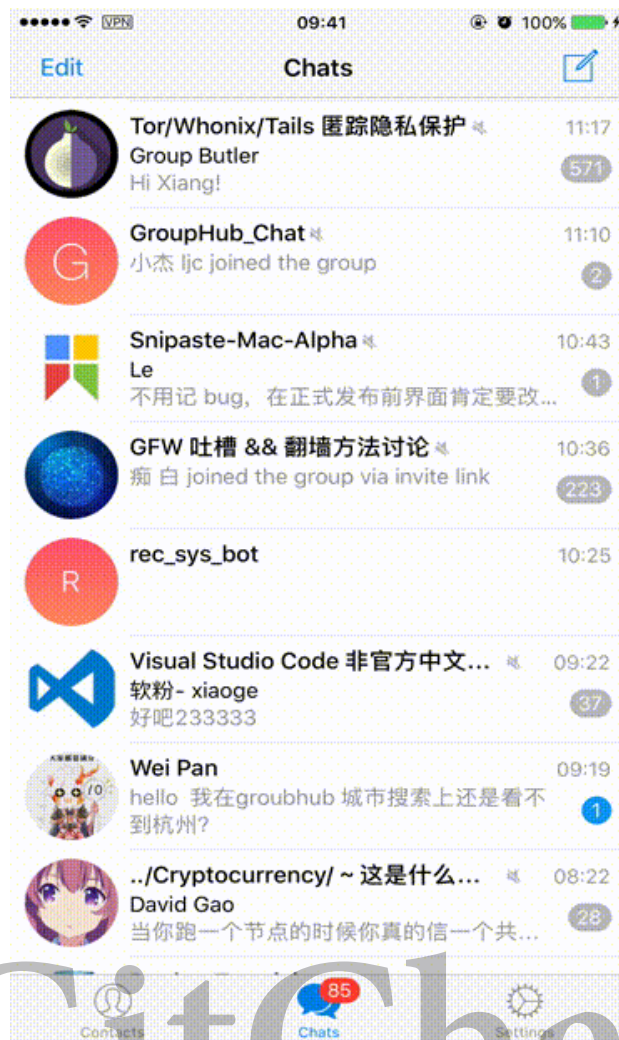 VPN 09:41 100%
Edit Chats
Tor/Whonix/Tails 匿踪隐私保护 11:17
Group Butler
Hi Xiang! 571
GroupHub_Chat 11:10
小杰 ljc joined the group 2
Snipaste-Mac-Alpha 10:43
Le
不用记 bug，在正式发布前界面肯定要改... 1
GFW 吐槽 && 翻墙方法讨论 10:36
痴 白 joined the group via invite link 223
R rec_sys_bot 10:25
Visual Studio Code 非官方中文... 09:22
软粉- xiaoge
好吧233333 37
Wei Pan 09:19
hello 我在groubhub 城市搜索上还是看不
到杭州? 1
../Cryptocurrency/ ~ 这是什么... 08:22
David Gao
当你跑一个节点的时候你真的信一个共... 28
85
Contacts Chats Settings
GitChat